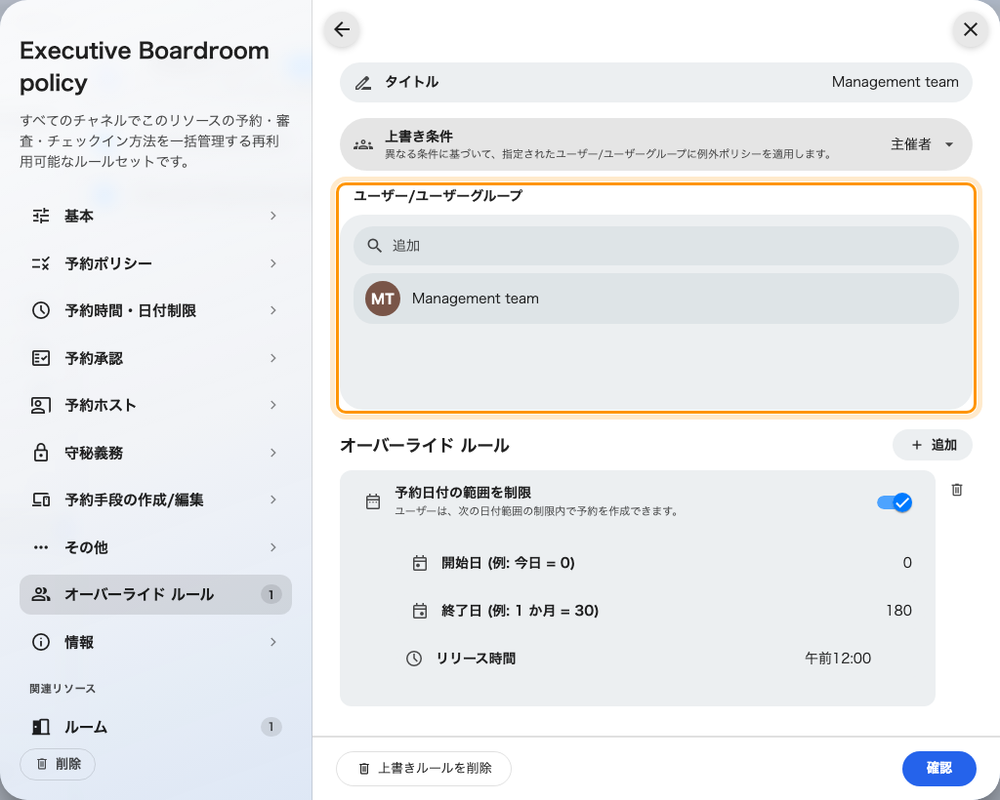 Executive Boardroom
policy
すべてのチャネルでこのリソースの予約・審
査・チェックイン方法を一括管理する再利
用可能なルールセットです。
基本
予約ポリシー
予約時間・日付制限
予約承認
予約ホスト
守秘義務
予約手段の作成/編集
その他
オーバーライド ルール 1
情報
関連リソース
ルーム 1
削除
タイトル Management team
上書き条件
異なる条件に基づいて、指定されたユーザー/ユーザーグループに例外ポリシーを適用します。
主催者
ユーザー/ユーザーグループ
追加
MT Management team
オーバーライド ルール
追加
予約日付の範囲を制限
ユーザーは、次の日付範囲の制限内で予約を作成できます。
開始日 (例: 今日 = 0) 0
終了日 (例: 1 か月 = 30) 180
リリース時間 午前12:00
上書きルールを削除
確認